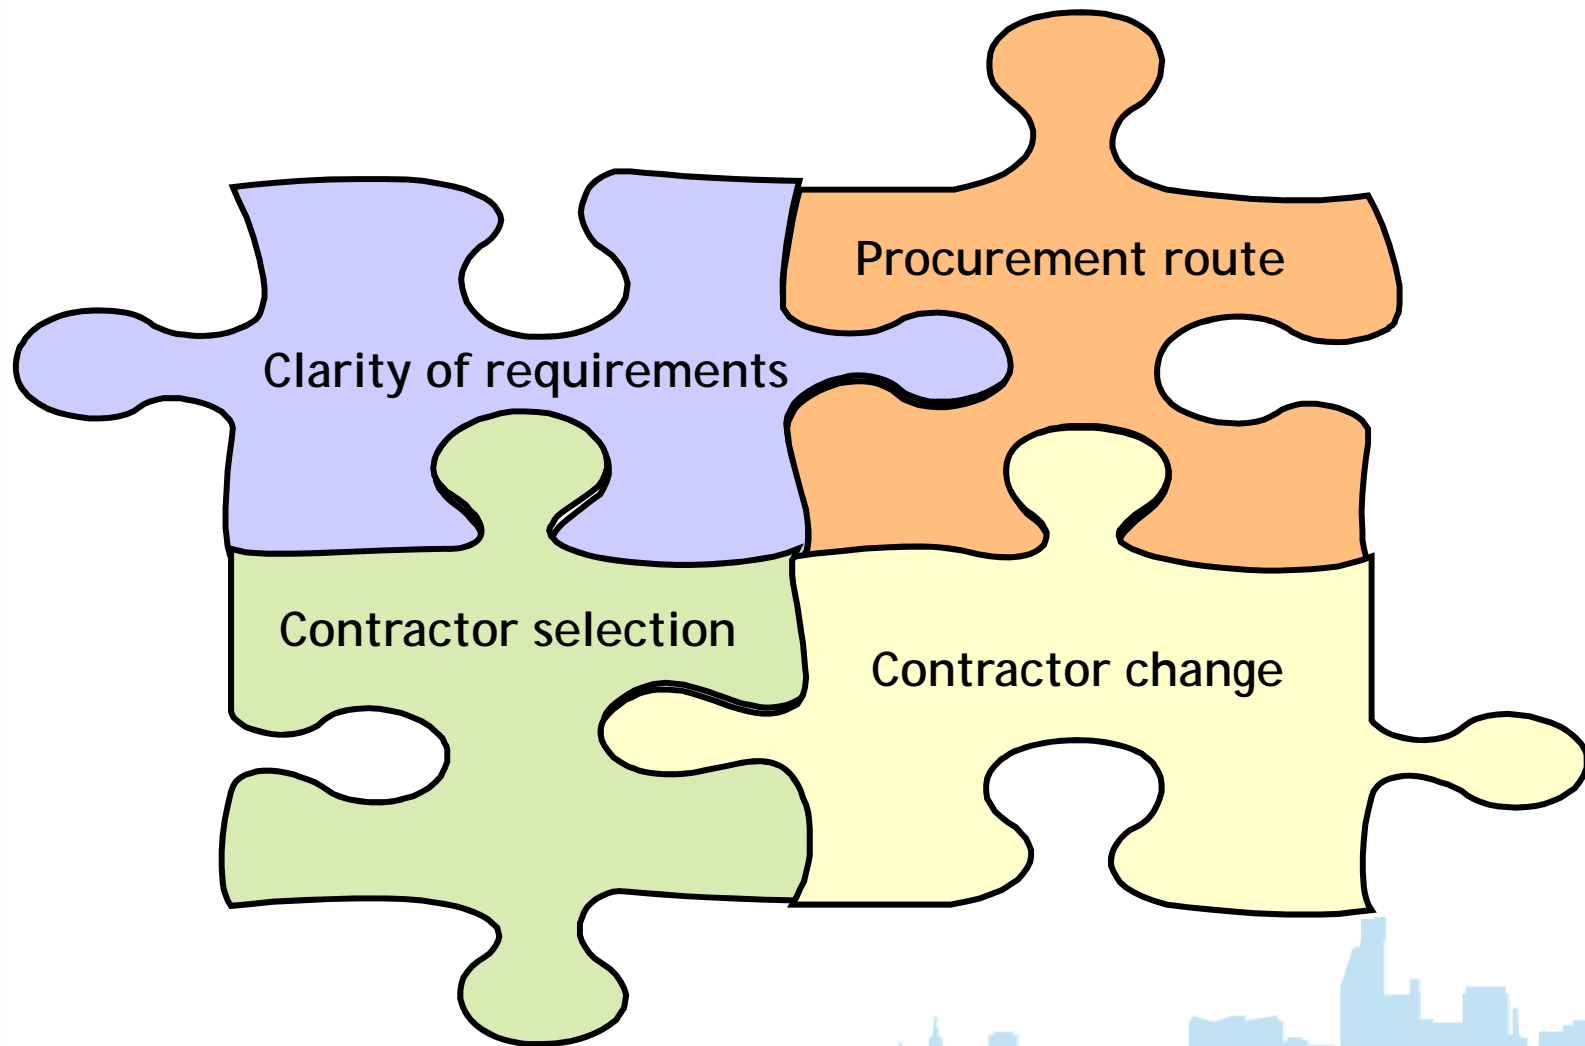 Procurement route
Clarity of requirements
Contractor selection
Contractor change